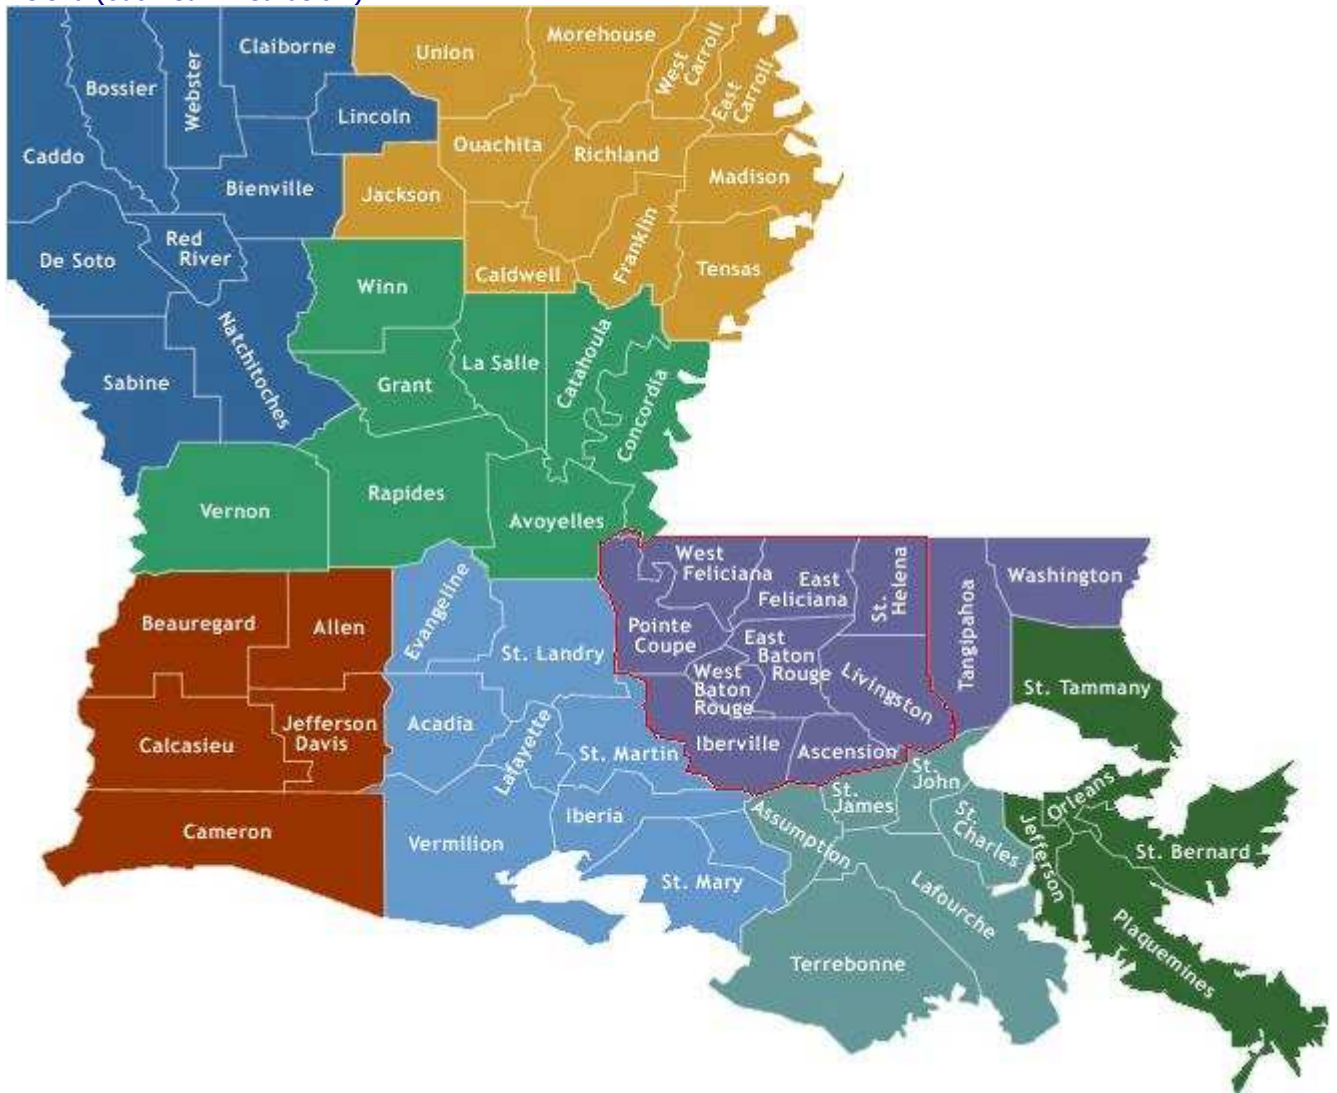 Claiborne
Union
Morehouse
West
Carroll
Bossier
Webster
East
Carroll
Lincoln
Caddo
Ouachita
Richland
Bienville
Jackson
Madison
Red
River
De Soto
Franklin
Caldwell
Tensas
Winn
Natchitoches
La Salle
Catahoula
Sabine
Grant
Concordia
Vernon
Rapides
Avoyelles
West
Feliciana
East
Feliciana
St.
Helena
Washington
Tangipahoa
Beauregard
Allen
Evangeline
Pointe
Coupe
St. Landry
East
Baton
Rouge
West
Baton
Rouge
Livingston
St. Tammany
Calcasieu
Jefferson
Davis
Acadia
Lafayette
St. Martin
Iberville
Ascension
St.
John
St.
James
Orleans
Cameron
Vermilion
Iberia
Assumption
St.
Charles
Jefferson
St. Bernard
St. Mary
Lafourche
Plaquemines
Terrebonne